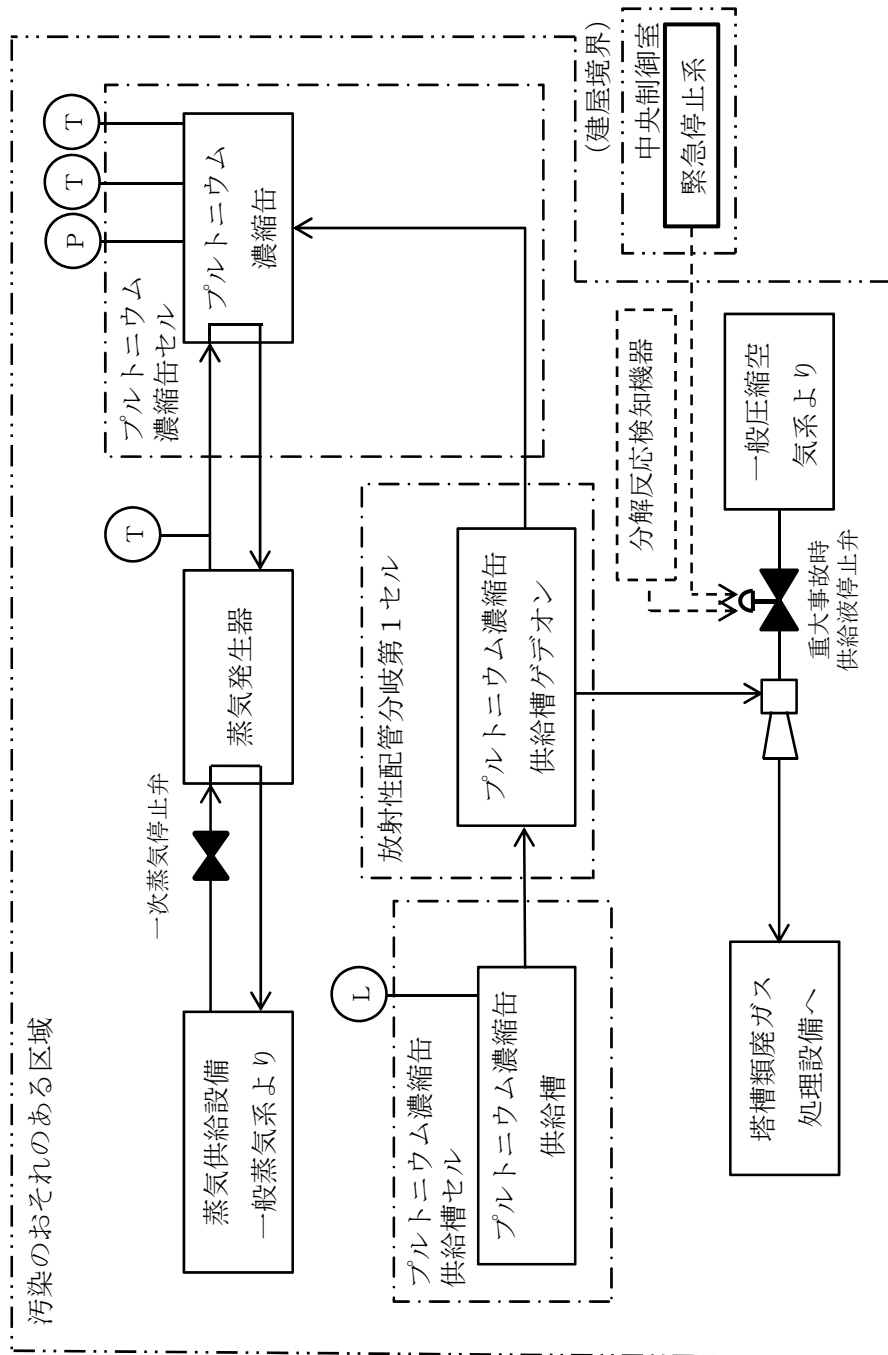 汚染のおそれのある区域
蒸気供給設備
一般蒸気系より
一次蒸気停止弁
蒸気発生器
T
プルトニウム
濃縮缶セル
プルトニウム
濃縮缶
P
T
T
プルトニウム濃縮缶
供給槽セル
プルトニウム濃縮缶
供給槽
L
放射性配管分岐第1セル
プルトニウム濃縮缶
供給槽ゲデオン
塔槽類廃ガス
処理設備へ
重大事故時
供給液停止弁
一般圧縮空
気系より
分解反応検知機器
(建屋境界)
中央制御室
緊急停止系